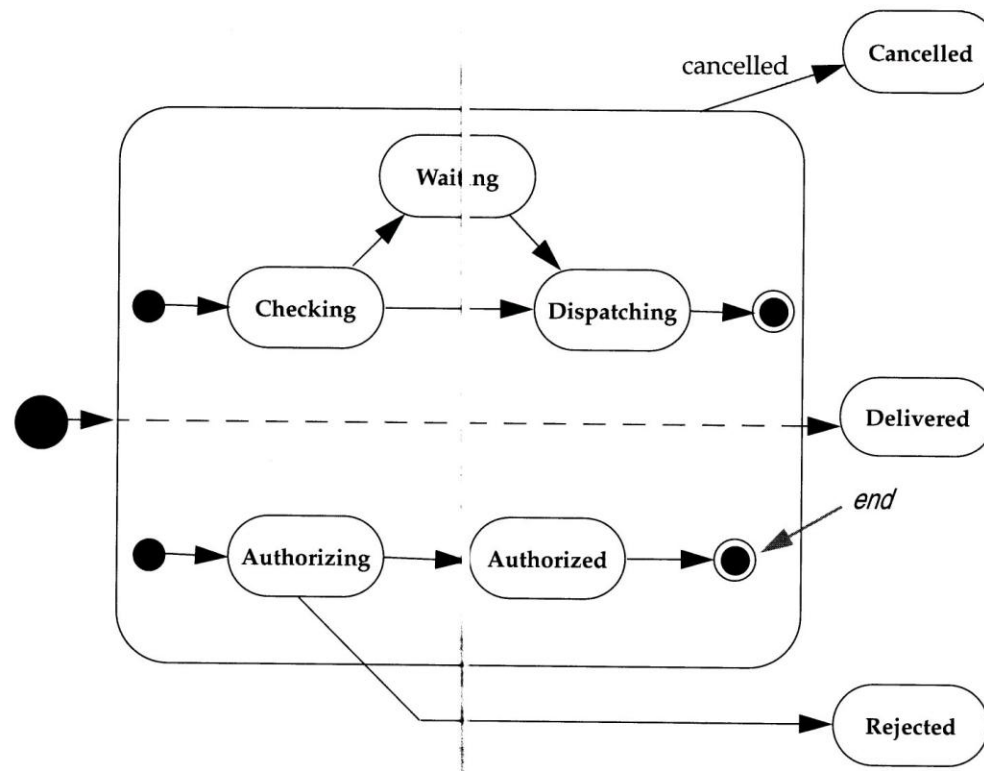 Cancelled
cancelled
Waiting
Checking
Dispatching
Delivered
end
Authorizing
Authorized
Rejected